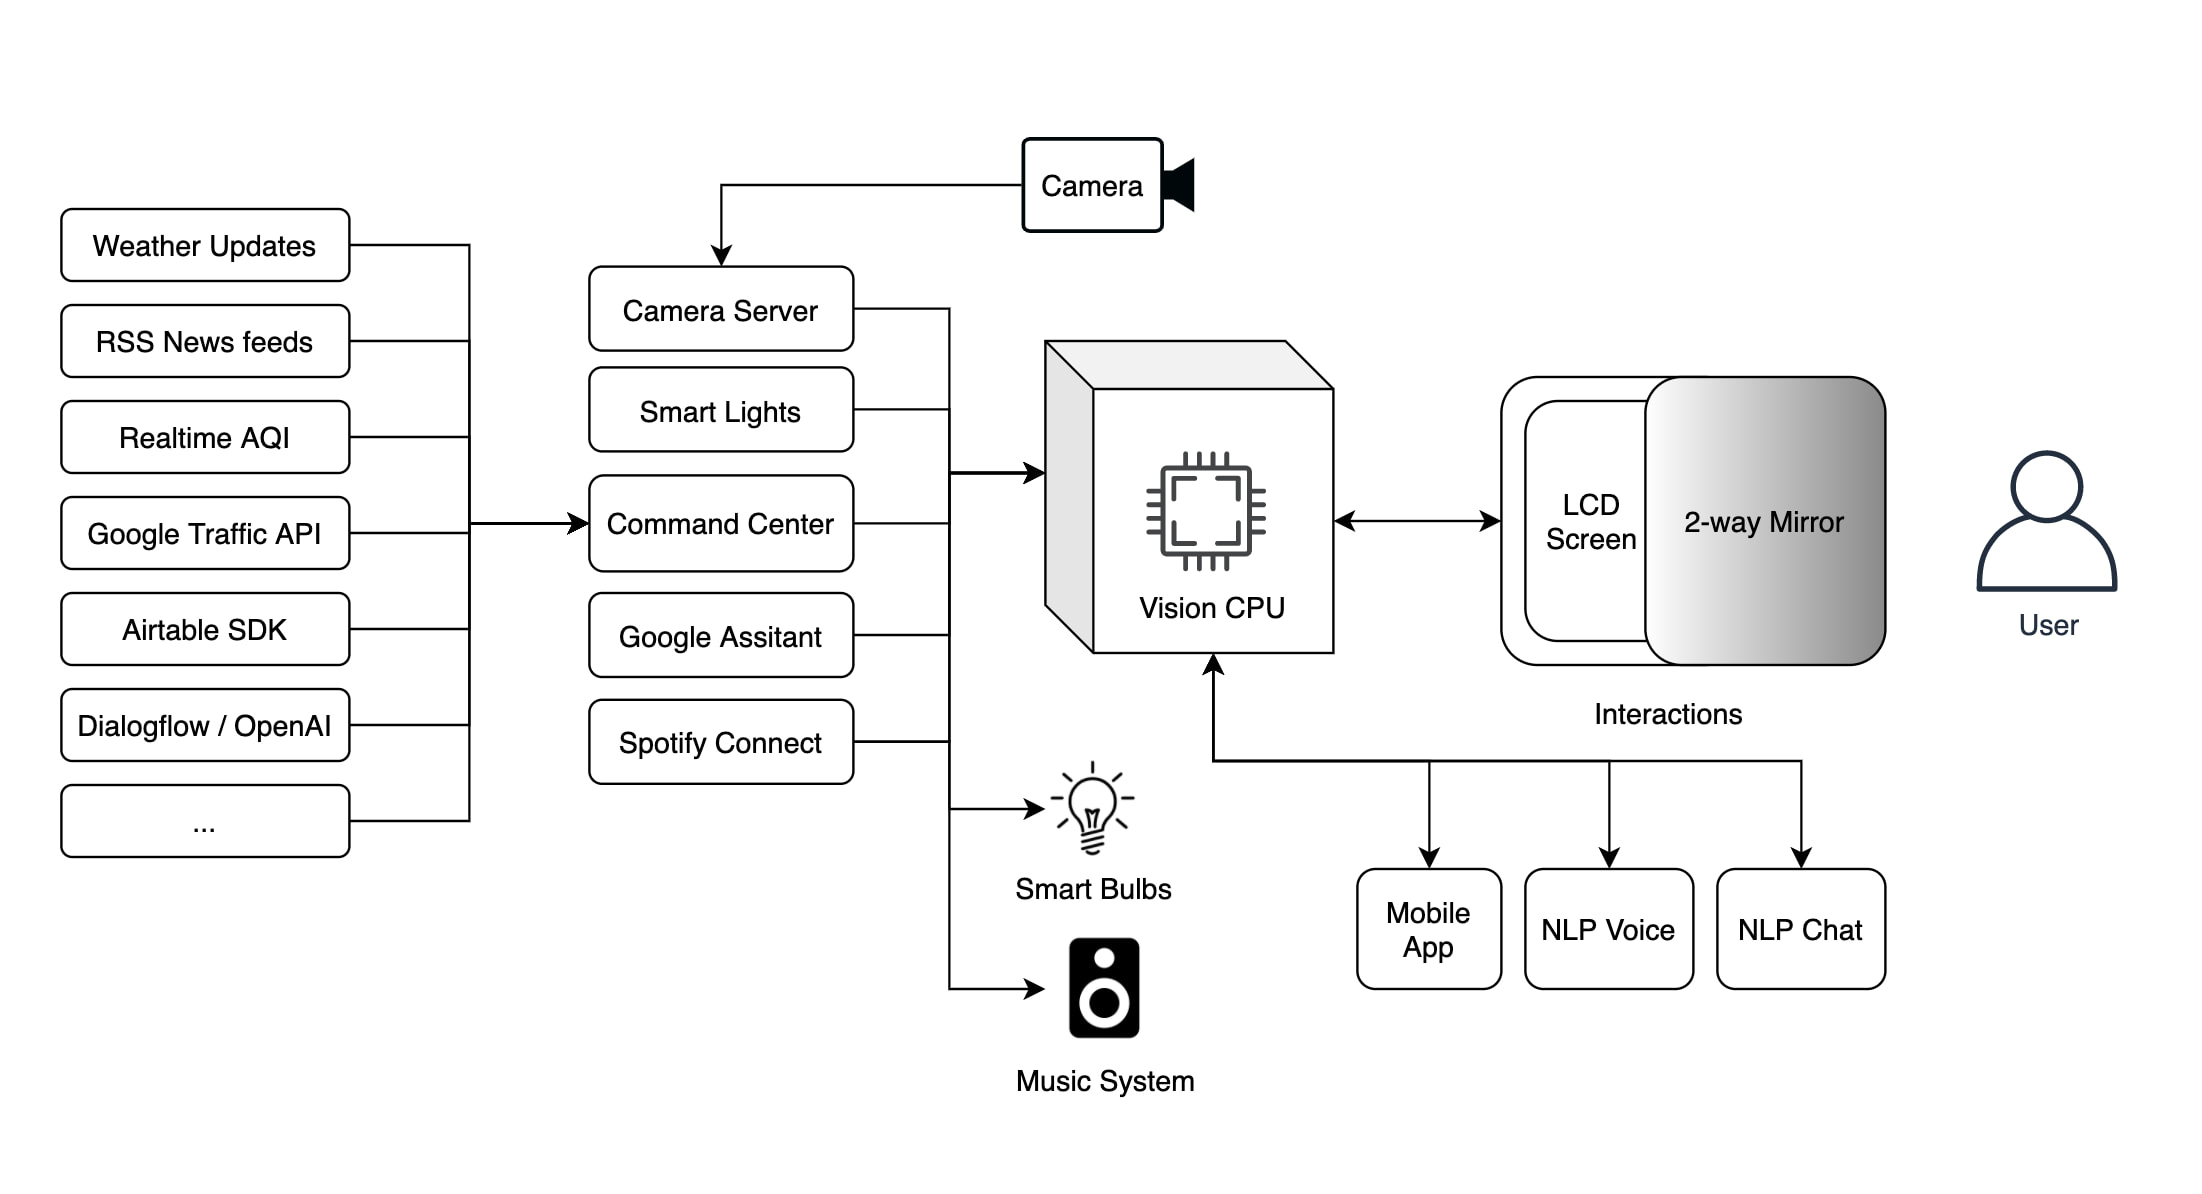 Camera
Weather Updates
RSS News feeds
Realtime AQI
Google Traffic API
Airtable SDK
Dialogflow / OpenAI
...
Camera Server
Smart Lights
Command Center
Google Assitant
Spotify Connect
Vision CPU
LCD
Screen
2-way Mirror
User
Interactions
Smart Bulbs
Music System
Mobile
App
NLP Voice
NLP Chat